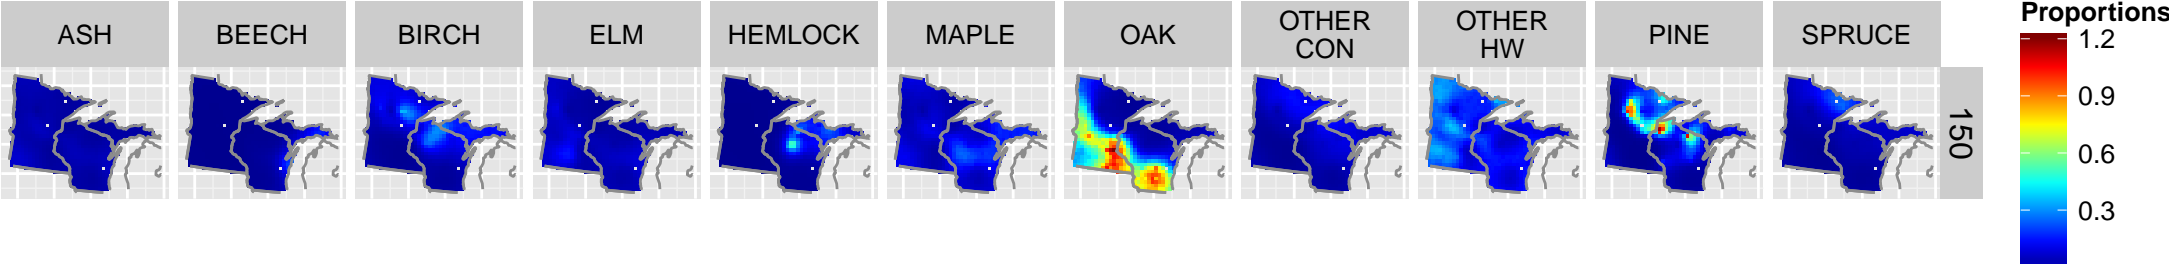 ASH
BEECH
BIRCH
ELM
HEMLOCK
MAPLE
OAK
OTHER
CON
OTHER
HW
PINE
SPRUCE
150
Proportions
1.2
0.9
0.6
0.3